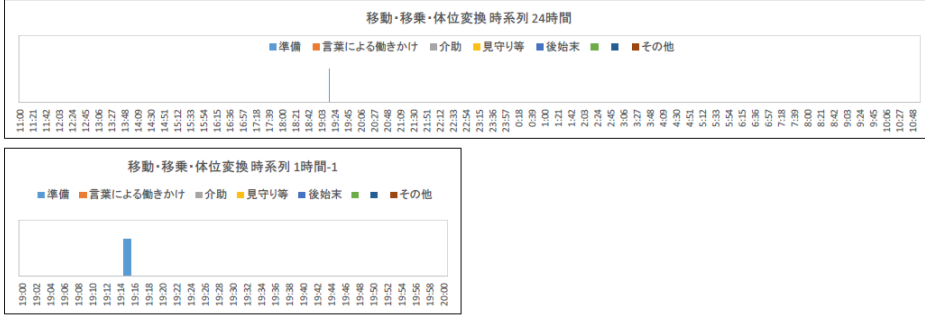 移動・移乗・体位変換 時系列 24時間
準備 言葉による働きかけ 介助 見守り等 後始末 その他
11:00 11:21 11:42 12:03 12:24 12:45 13:06 13:27 13:48 14:09 14:30 14:51 15:12 15:33 15:54 16:15 16:36 16:57 17:18 17:39 18:00 18:21 18:42 19:03 19:24 19:45 20:06 20:27 20:48 21:09 21:30 21:51 22:12 22:33 22:54 23:15 23:36 23:57 0:18 0:39 1:00 1:21 1:42 2:03 2:24 2:45 3:06 3:27 3:48 4:09 4:30 4:51 5:12 5:33 5:54 6:15 6:36 6:57 7:18 7:39 8:00 8:21 8:42 9:03 9:24 9:45 10:06 10:27 10:48
移動・移乗・体位変換 時系列 1時間-1
準備 言葉による働きかけ 介助 見守り等 後始末 その他
19:00 19:02 19:04 19:06 19:08 19:10 19:12 19:14 19:16 19:18 19:20 19:22 19:24 19:26 19:28 19:30 19:32 19:34 19:36 19:38 19:40 19:42 19:44 19:46 19:48 19:50 19:52 19:54 19:56 19:58 20:00